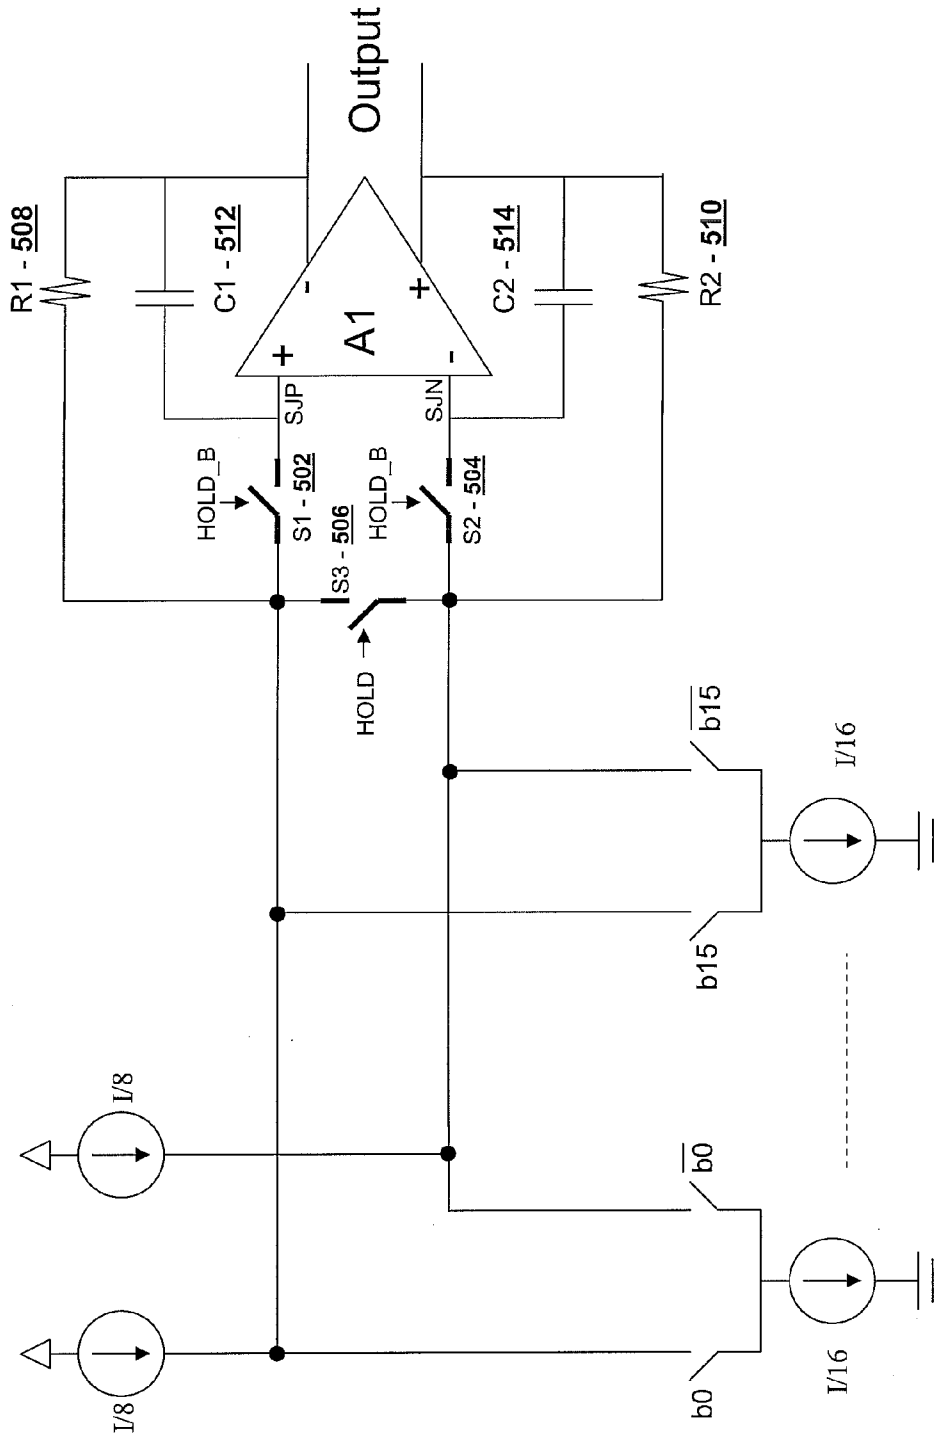 R1 - 508
C1 - 512
Output
-
+
A1
+
-
SJP
SJN
C2 - 514
R2 - 510
HOLD_B
S1 - 502
S3 - 506
HOLD_B
S2 - 504
HOLD
I/8
I/8
b15
b15
I/16
b0
b0
I/16